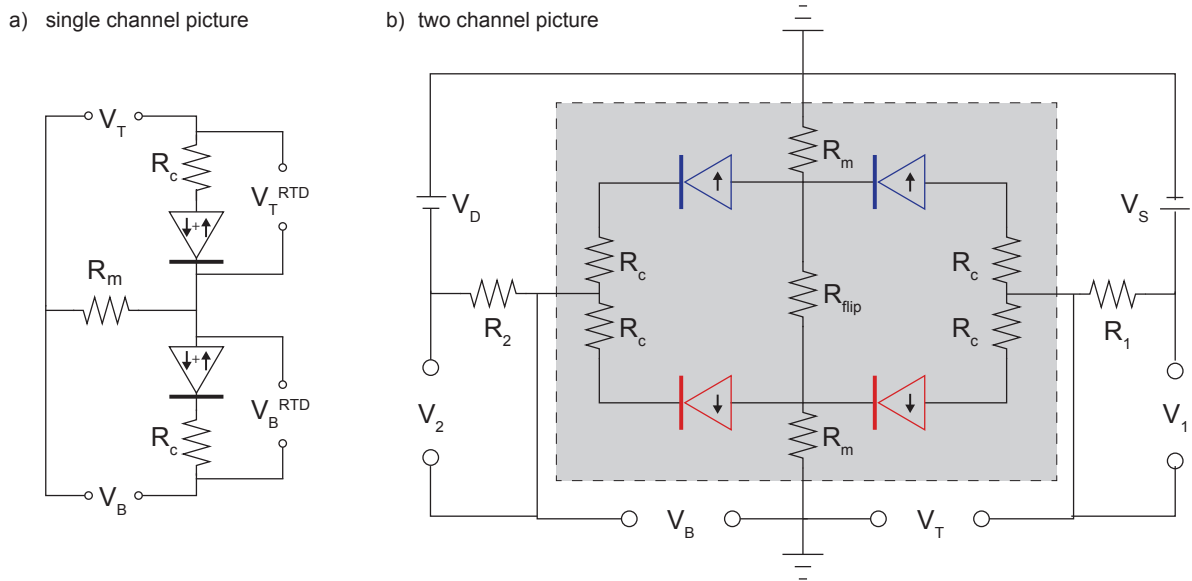 a) single channel picture
V_T
R_c
V_T^RTD
↓+↑
R_m
↓+↑
V_B^RTD
R_c
V_B
b) two channel picture
V_D
V_S
R_m
↑
↑
R_c
R_c
R_flip
R_2
R_1
R_c
R_c
↓
↓
V_2
V_1
R_m
V_B
V_T